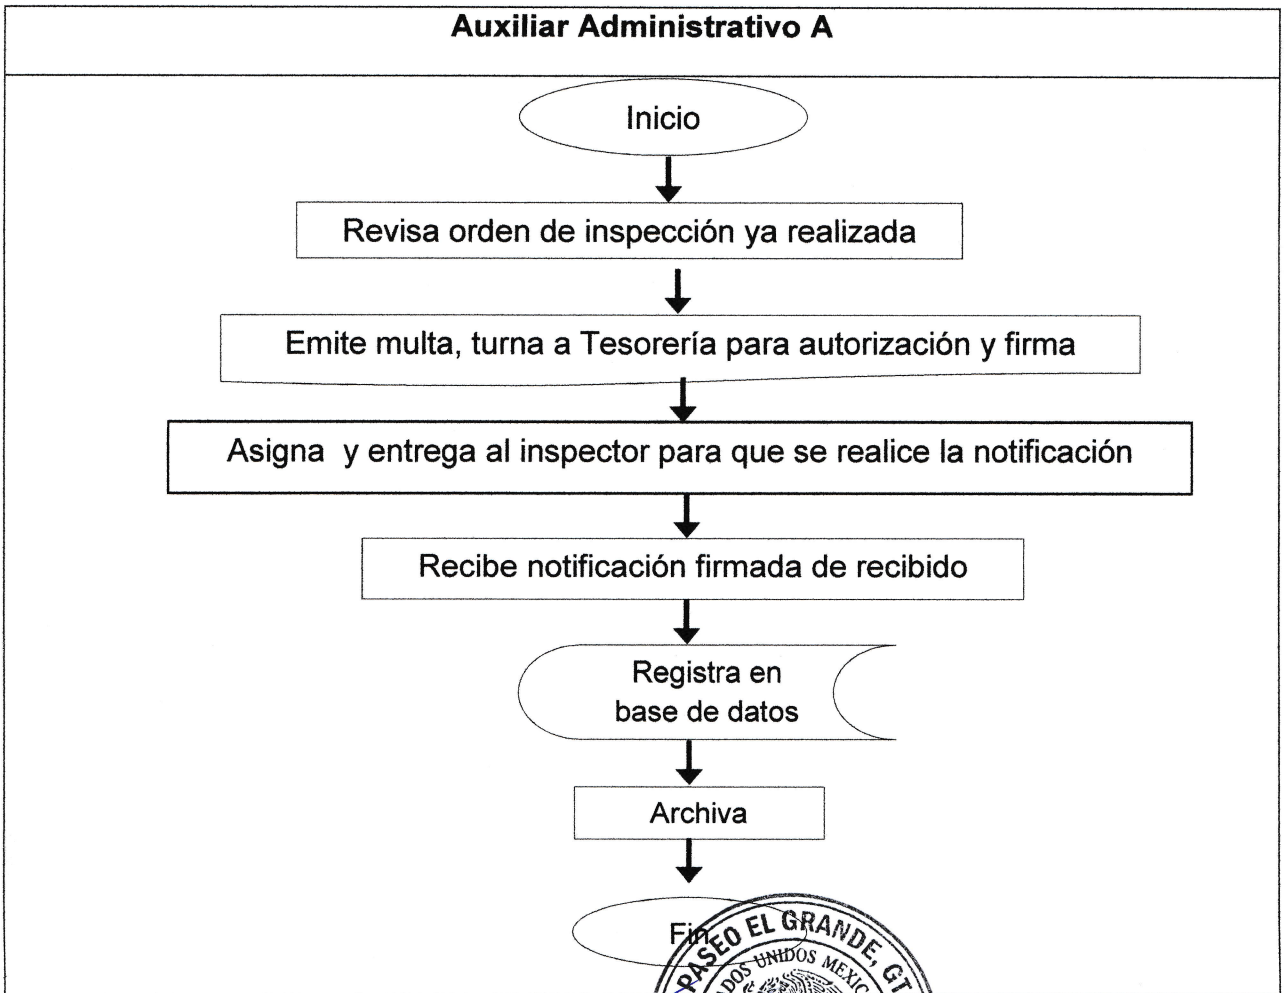 Auxiliar Administrativo A
Inicio
Revisa orden de inspección ya realizada
Emite multa, turna a Tesorería para autorización y firma
Asigna y entrega al inspector para que se realice la notificación
Recibe notificación firmada de recibido
Registra en
base de datos
Archiva
Fin
PASEO EL GRANDE, GT
UNIDOS